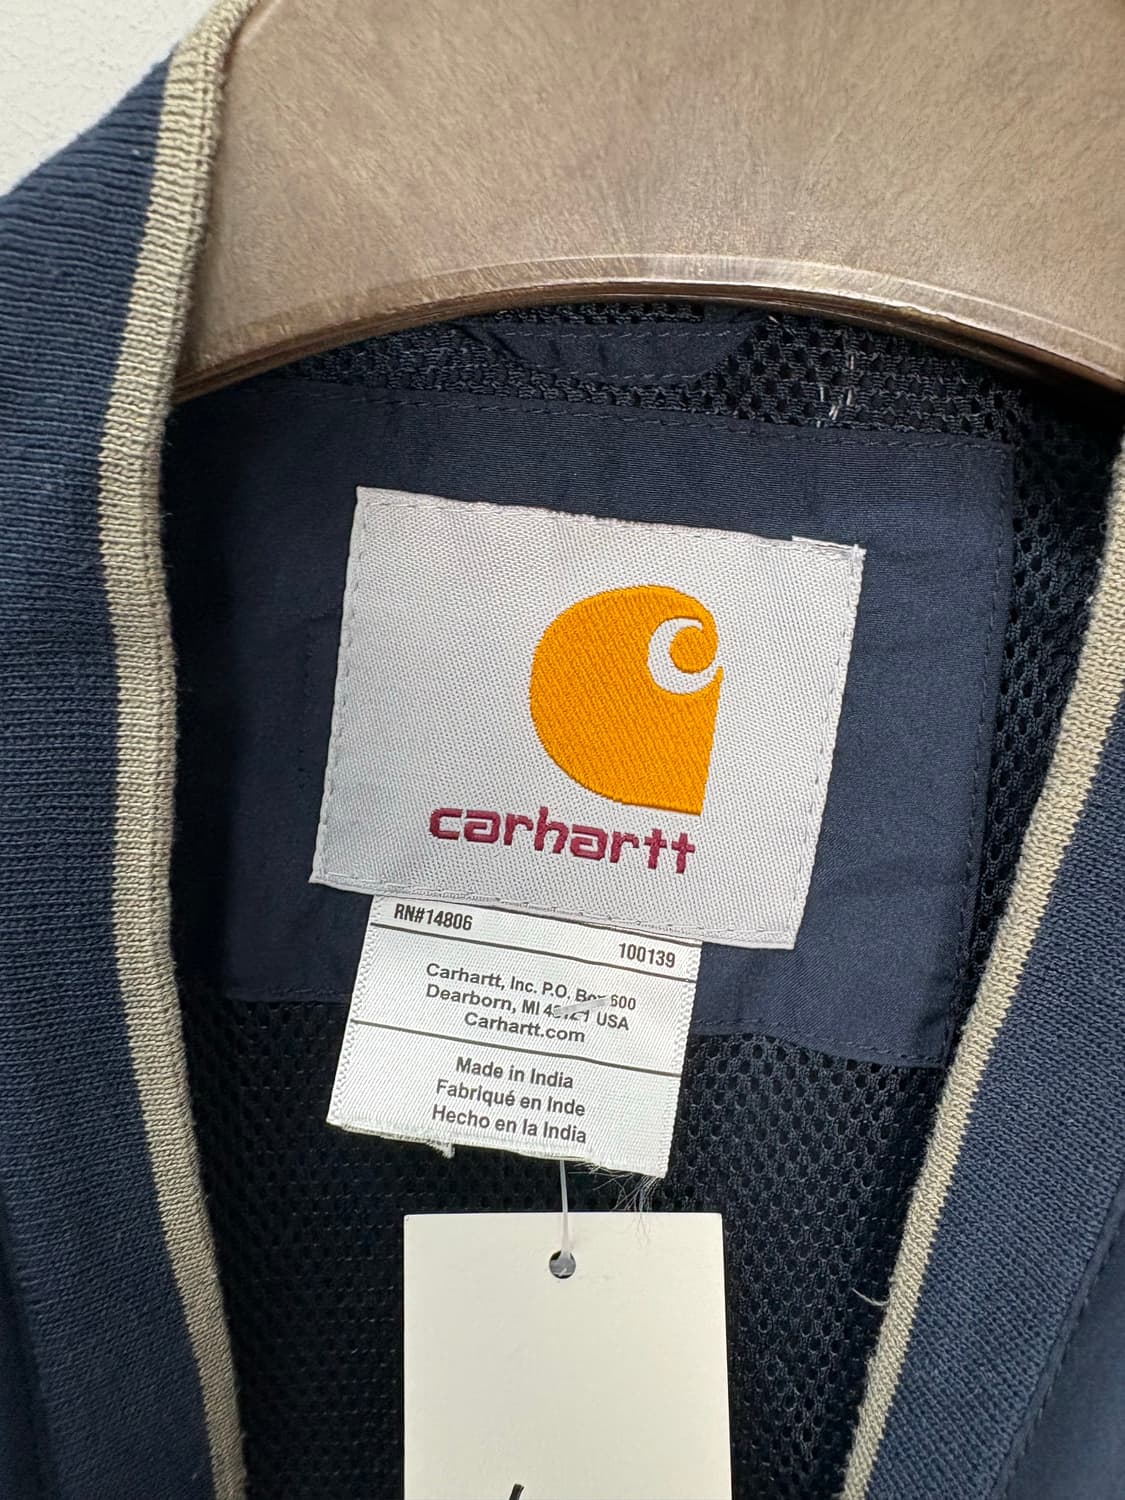 carhartt
RN#14806
100139
Carhartt, Inc. P.O. Box 600
Dearborn, MI USA
Carhartt.com
Made in India
Fabriqué en Inde
Hecho en la India